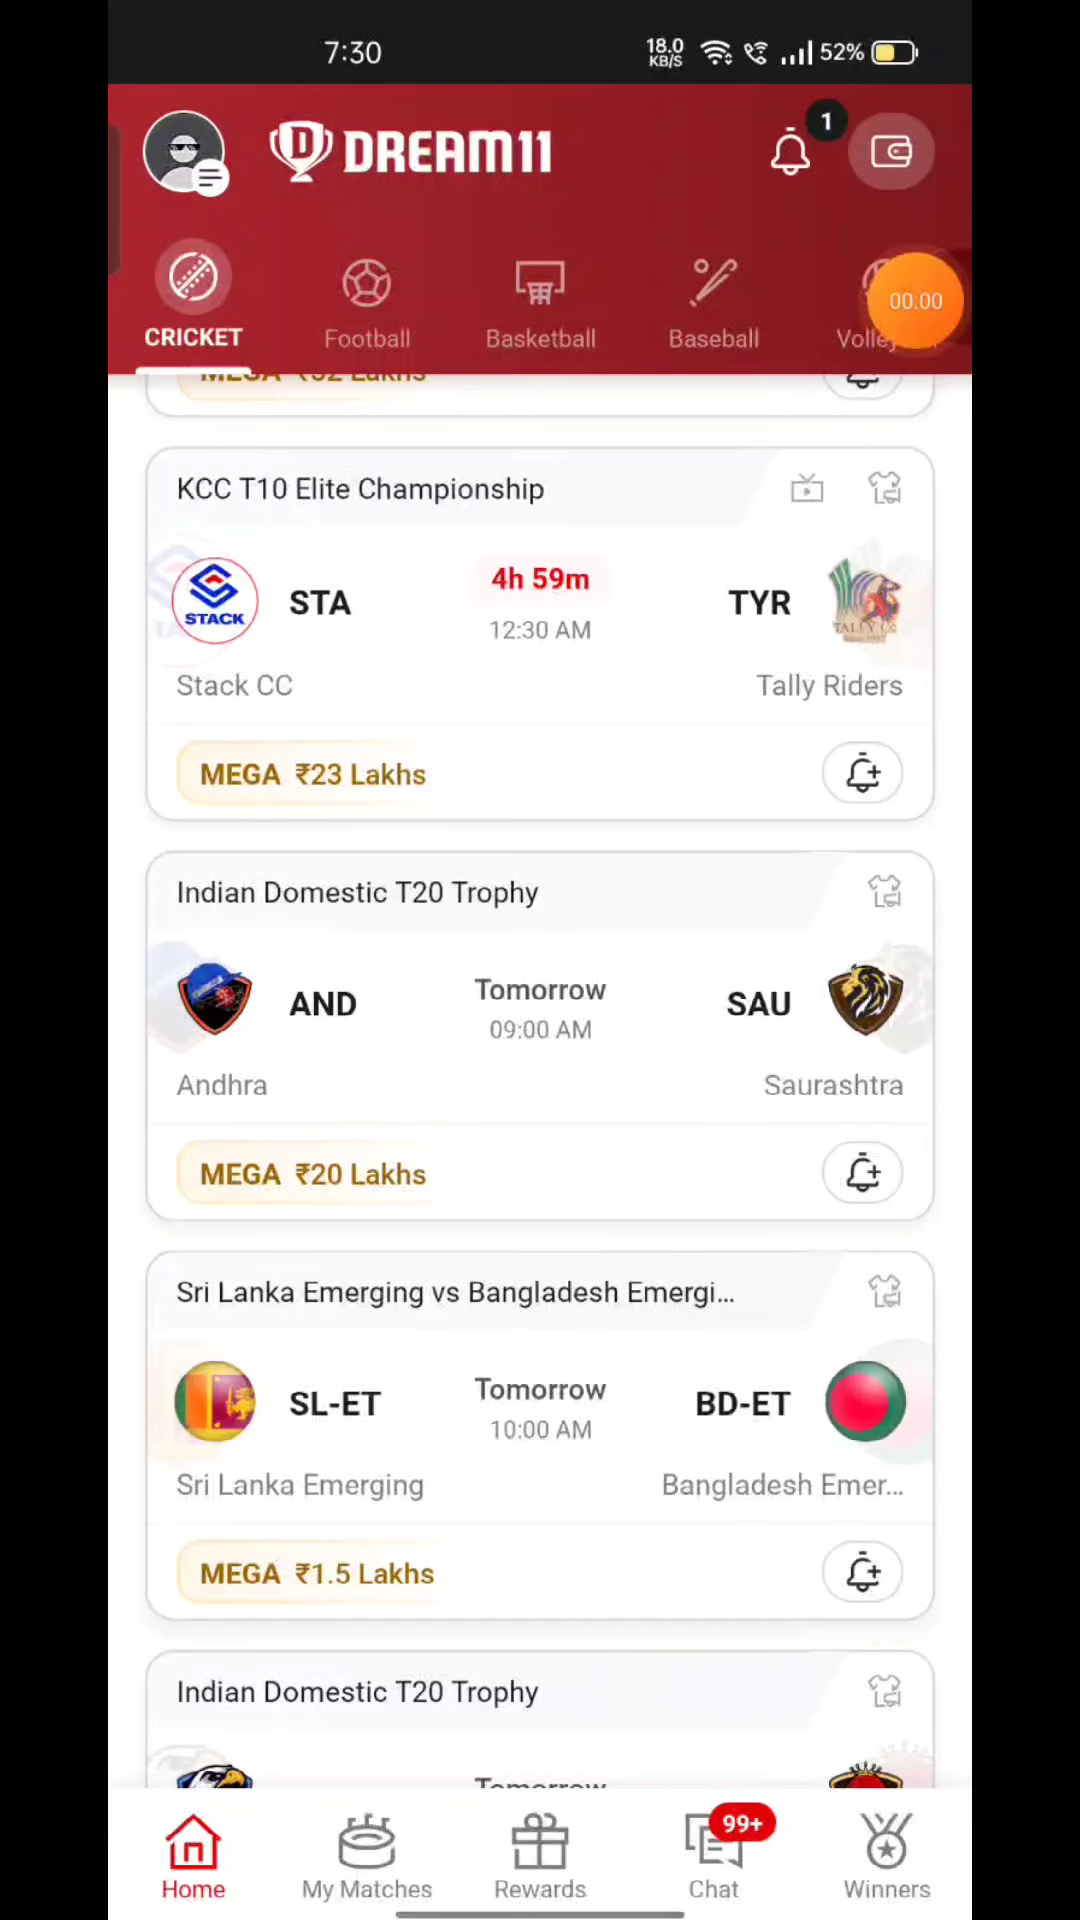 7:30
18.0 KB/S
52%
DREAM11
1
CRICKET
Football
Basketball
Baseball
00:00
MEGA ₹32 Lakhs
KCC T10 Elite Championship
STACK
STA
4h 59m
12:30 AM
TYR
Stack CC
Tally Riders
MEGA ₹23 Lakhs
Indian Domestic T20 Trophy
AND
Tomorrow
09:00 AM
SAU
Andhra
Saurashtra
MEGA ₹20 Lakhs
Sri Lanka Emerging vs Bangladesh Emergi...
SL-ET
Tomorrow
10:00 AM
BD-ET
Sri Lanka Emerging
Bangladesh Emer...
MEGA ₹1.5 Lakhs
Indian Domestic T20 Trophy
Tomorrow
99+
Home
My Matches
Rewards
Chat
Winners